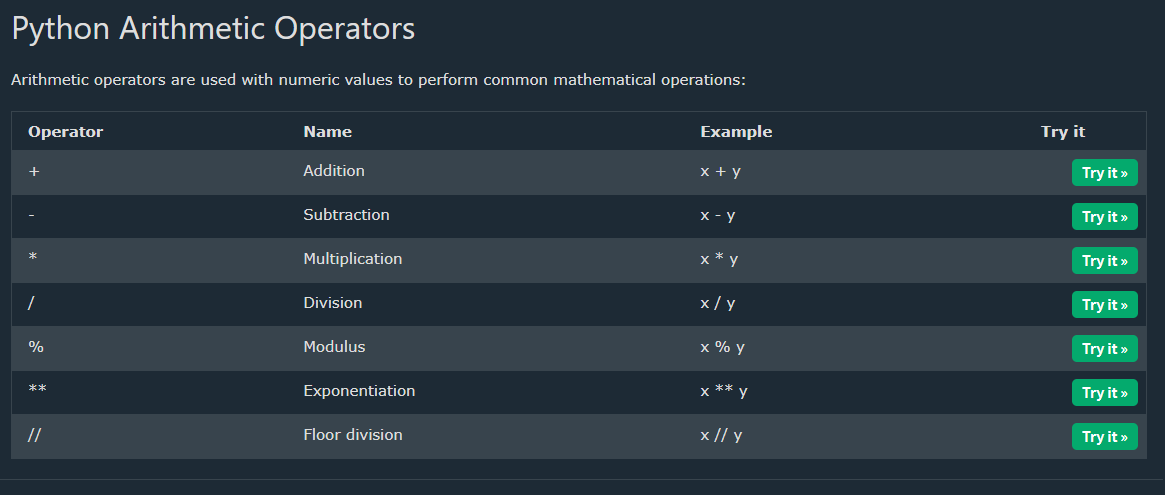 Python Arithmetic Operators
Arithmetic operators are used with numeric values to perform common mathematical operations:
Operator Name Example Try it
+ Addition x + y Try it »
- Subtraction x - y Try it »
* Multiplication x * y Try it »
/ Division x / y Try it »
% Modulus x % y Try it »
** Exponentiation x ** y Try it »
// Floor division x // y Try it »